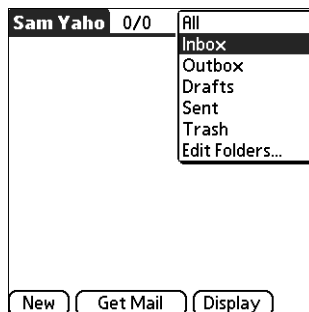 Sam Yaho 0/0 All
Inbox
Outbox
Drafts
Sent
Trash
Edit Folders...
New Get Mail Display